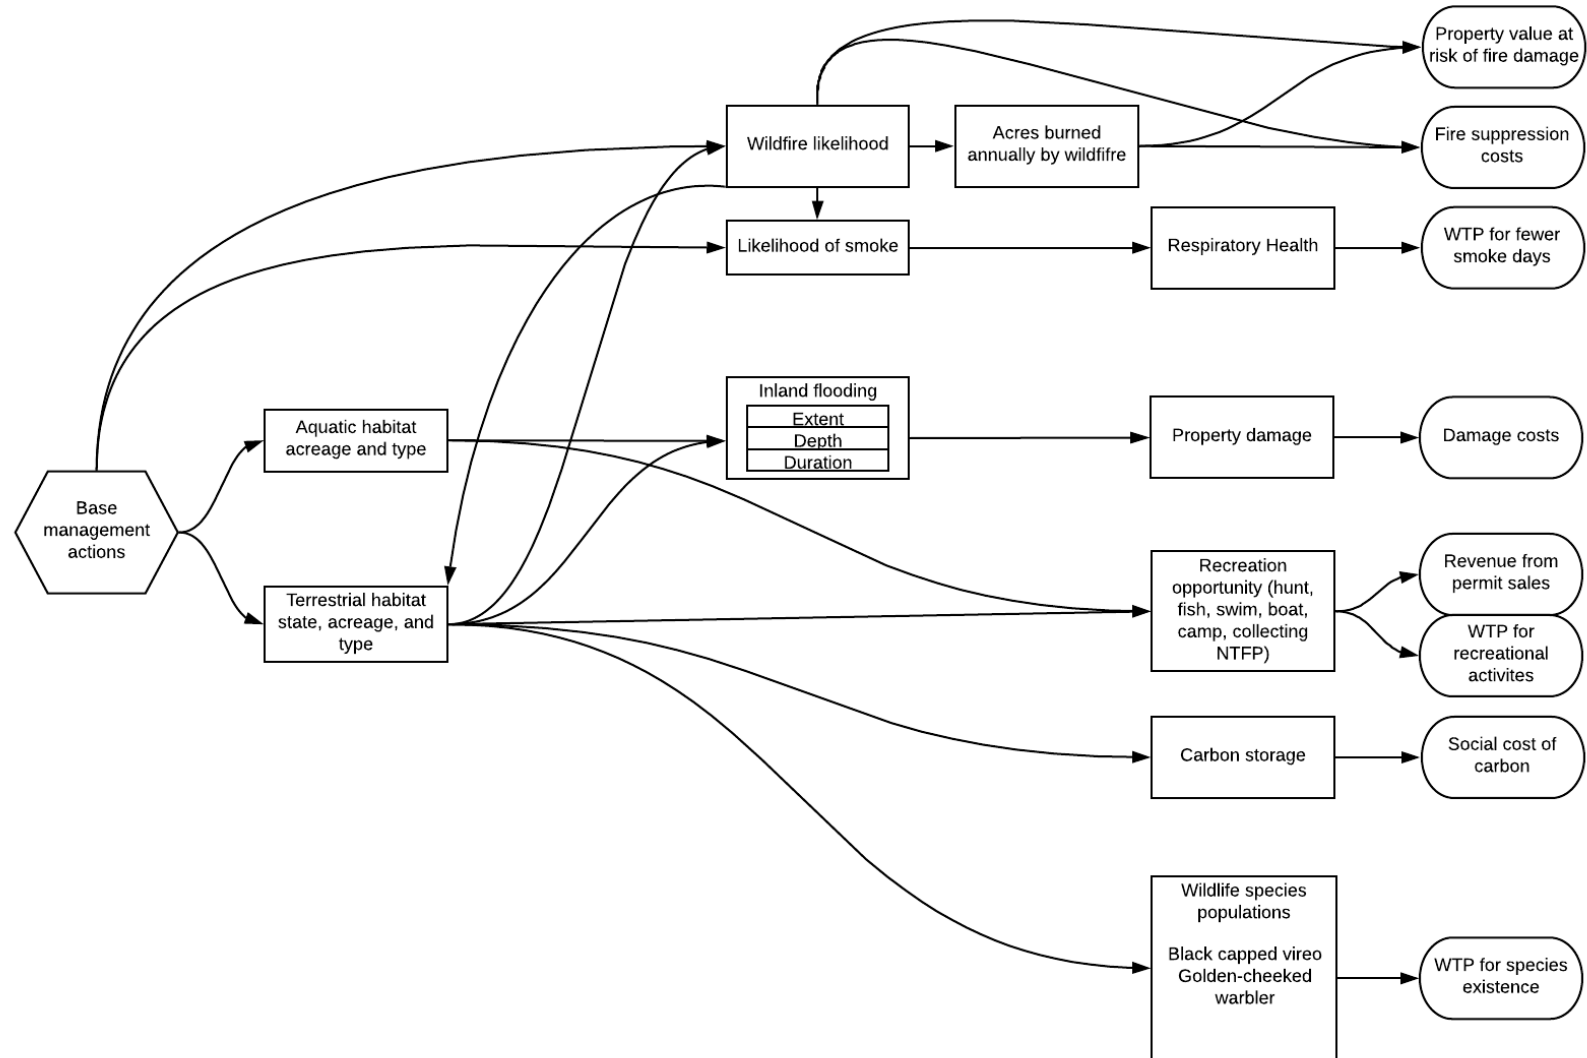 Property value at
risk of fire damage
Wildfire likelihood
Acres burned
annually by wildfifre
Fire suppression
costs
Likelihood of smoke
Respiratory Health
WTP for fewer
smoke days
Inland flooding
Extent
Depth
Duration
Aquatic habitat
acreage and type
Property damage
Damage costs
Base
management
actions
Terrestrial habitat
state, acreage, and
type
Recreation
opportunity (hunt,
fish, swim, boat,
camp, collecting
NTFP)
Revenue from
permit sales
WTP for
recreational
activites
Carbon storage
Social cost of
carbon
Wildlife species
populations
Black capped vireo
Golden-cheeked
warbler
WTP for species
existence